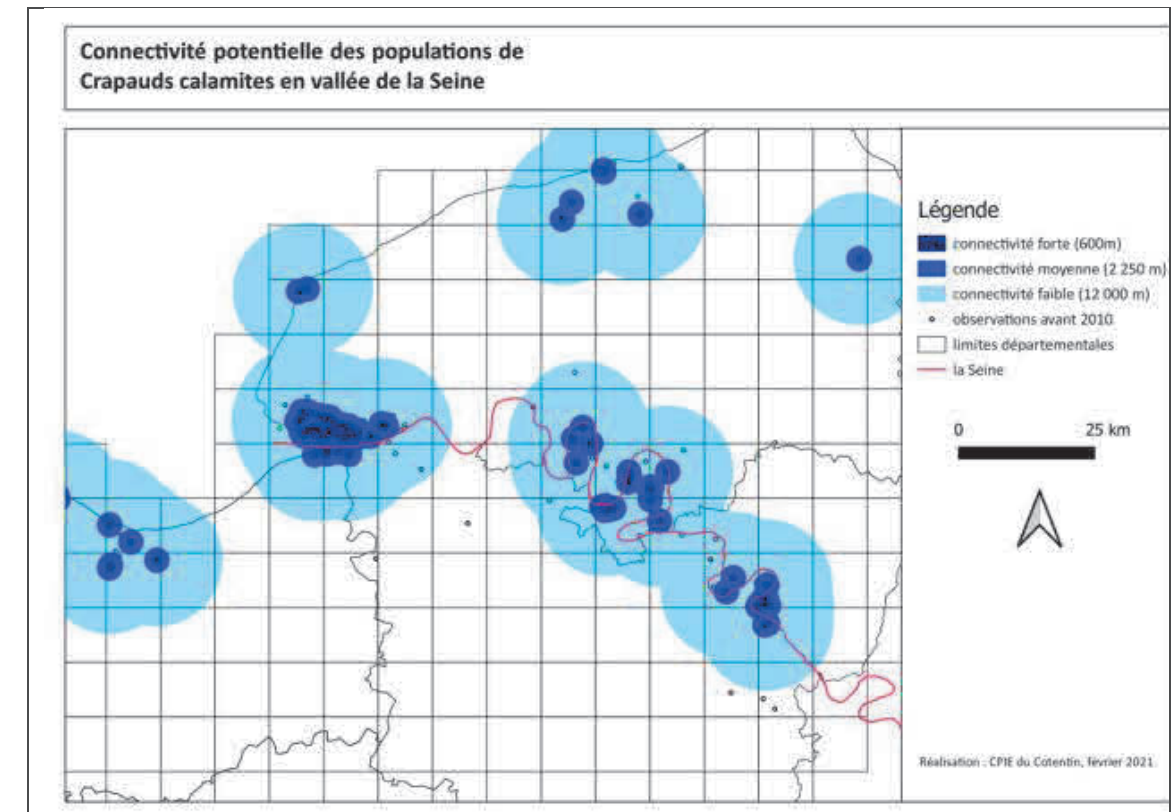 Connectivité potentielle des populations de
Crapauds calamites en vallée de la Seine
Légende
connectivité forte (600m)
connectivité moyenne (2 250 m)
connectivité faible (12 000 m)
observations avant 2010
limites départementales
la Seine
0 25 km
Réalisation : CPIE du Cotentin, février 2021